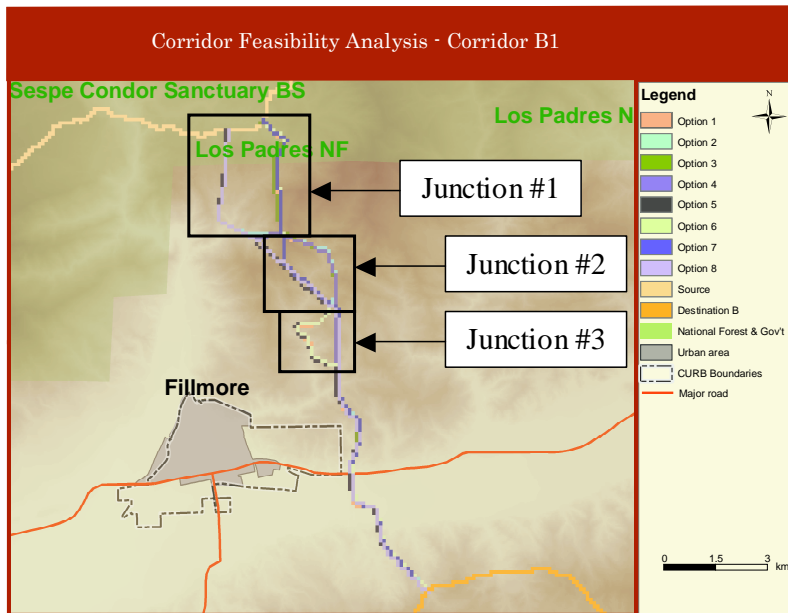 Corridor Feasibility Analysis - Corridor B1
Sespe Condor Sanctuary BS
Los Padres N
Los Padres NF
Junction #1
Junction #2
Junction #3
Fillmore
Legend
N
Option 1
Option 2
Option 3
Option 4
Option 5
Option 6
Option 7
Option 8
Source
Destination B
National Forest & Gov't
Urban area
CURB Boundaries
Major road
0 1.5 3
km